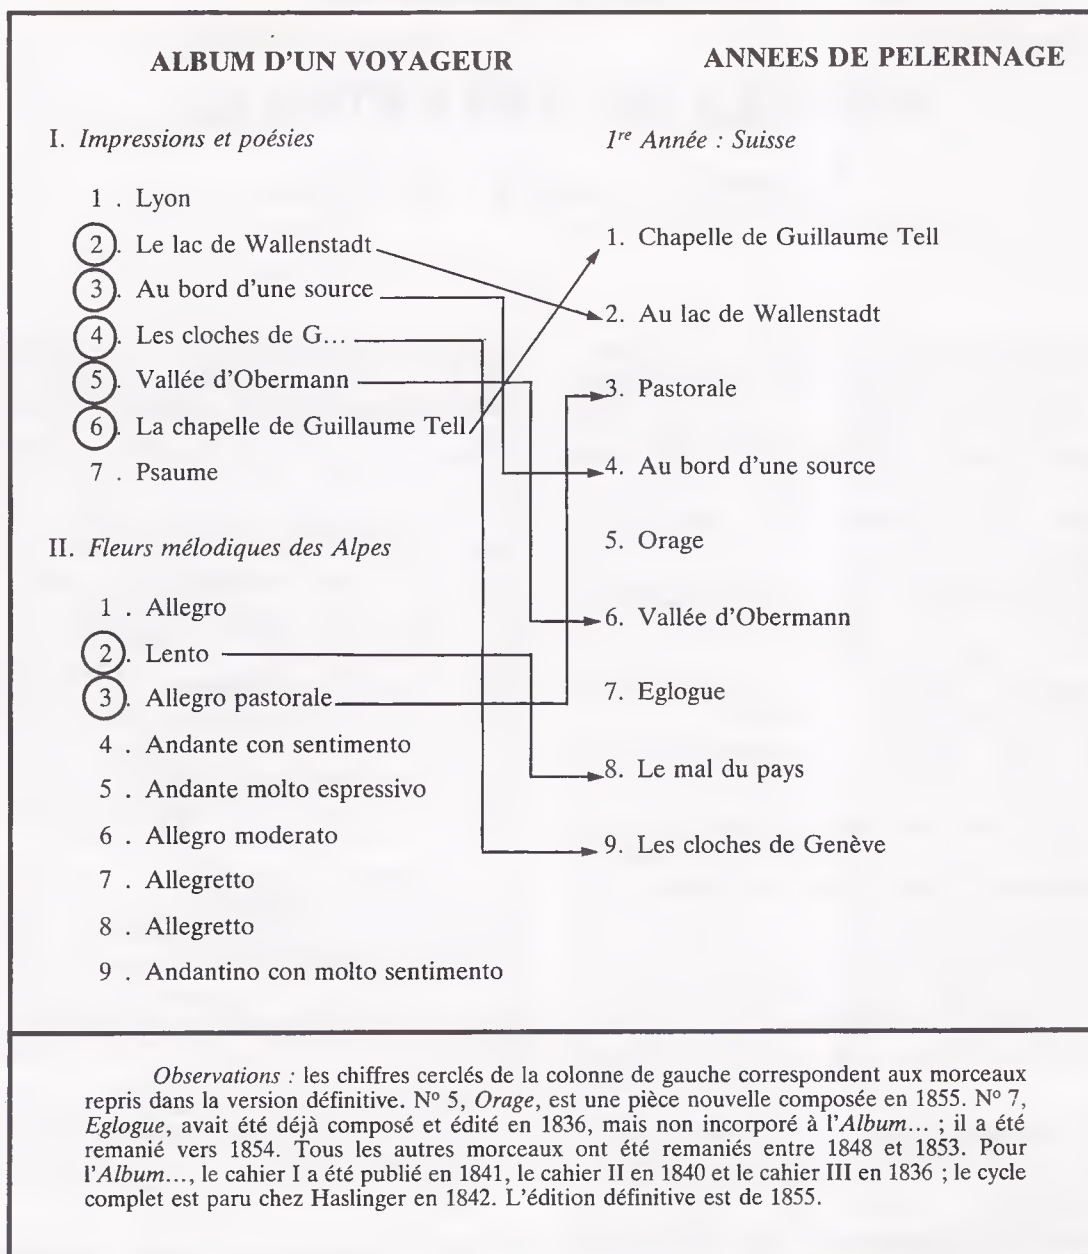 ALBUM D'UN VOYAGEUR
I. Impressions et poésies
1 . Lyon
2 . Le lac de Wallenstadt
3 . Au bord d'une source
4 . Les cloches de G...
5 . Vallée d'Obermann
6 . La chapelle de Guillaume Tell
7 . Psaume
II. Fleurs mélodiques des Alpes
1 . Allegro
2 . Lento
3 . Allegro pastorale
4 . Andante con sentimento
5 . Andante molto espressivo
6 . Allegro moderato
7 . Allegretto
8 . Allegretto
9 . Andantino con molto sentimento
ANNEES DE PELERINAGE
1re Année : Suisse
1. Chapelle de Guillaume Tell
2. Au lac de Wallenstadt
3. Pastorale
4. Au bord d'une source
5. Orage
6. Vallée d'Obermann
7. Eglogue
8. Le mal du pays
9. Les cloches de Genève
Observations : les chiffres cerclés de la colonne de gauche correspondent aux morceaux
repris dans la version définitive. Nº 5, Orage, est une pièce nouvelle composée en 1855. Nº 7,
Eglogue, avait été déjà composé et édité en 1836, mais non incorporé à l'Album... ; il a été
remanié vers 1854. Tous les autres morceaux ont été remaniés entre 1848 et 1853. Pour
l'Album..., le cahier I a été publié en 1841, le cahier II en 1840 et le cahier III en 1836 ; le cycle
complet est paru chez Haslinger en 1842. L'édition définitive est de 1855.